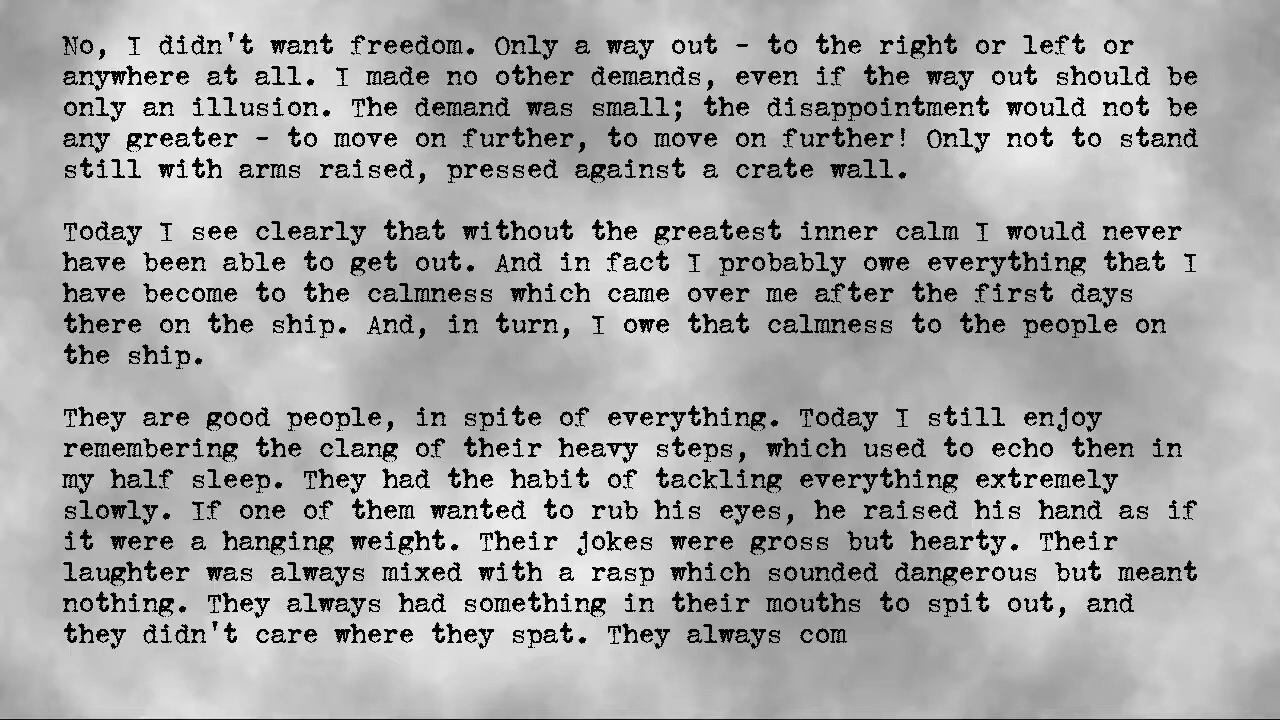 No, I didn't want freedom. Only a way out - to the right or left or
anywhere at all. I made no other demands, even if the way out should be
only an illusion. The demand was small; the disappointment would not be
any greater - to move on further, to move on further! Only not to stand
still with arms raised, pressed against a crate wall.

Today I see clearly that without the greatest inner calm I would never
have been able to get out. And in fact I probably owe everything that I
have become to the calmness which came over me after the first days
there on the ship. And, in turn, I owe that calmness to the people on
the ship.

They are good people, in spite of everything. Today I still enjoy
remembering the clang of their heavy steps, which used to echo then in
my half sleep. They had the habit of tackling everything extremely
slowly. If one of them wanted to rub his eyes, he raised his hand as if
it were a hanging weight. Their jokes were gross but hearty. Their
laughter was always mixed with a rasp which sounded dangerous but meant
nothing. They always had something in their mouths to spit out, and
they didn't care where they spat. They always com